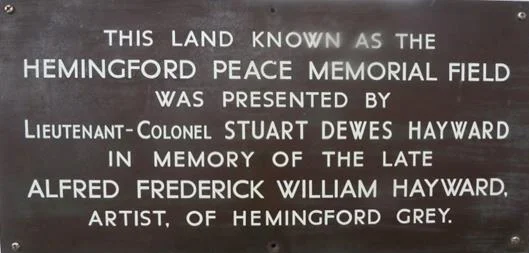 THIS LAND KNOWN AS THE
HEMINGFORD PEACE MEMORIAL FIELD
WAS PRESENTED BY
LIEUTENANT-COLONEL STUART DEWES HAYWARD
IN MEMORY OF THE LATE
ALFRED FREDERICK WILLIAM HAYWARD,
ARTIST, OF HEMINGFORD GREY.